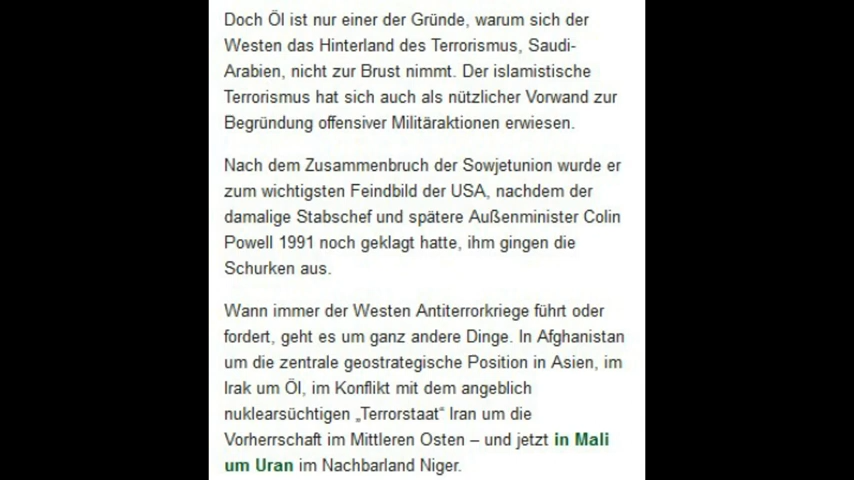 Doch Öl ist nur einer der Gründe, warum sich der
Westen das Hinterland des Terrorismus, Saudi-
Arabien, nicht zur Brust nimmt. Der islamistische
Terrorismus hat sich auch als nützlicher Vorwand zur
Begründung offensiver Militäraktionen erwiesen.
Nach dem Zusammenbruch der Sowjetunion wurde er
zum wichtigsten Feindbild der USA, nachdem der
damalige Stabschef und spätere Außenminister Colin
Powell 1991 noch geklagt hatte, ihm gingen die
Schurken aus.
Wann immer der Westen Antiterrorkriege führt oder
fordert, geht es um ganz andere Dinge. In Afghanistan
um die zentrale geostrategische Position in Asien, im
Irak um Öl, im Konflikt mit dem angeblich
nuklearsüchtigen „Terrorstaat“ Iran um die
Vorherrschaft im Mittleren Osten – und jetzt in Mali
um Uran im Nachbarland Niger.